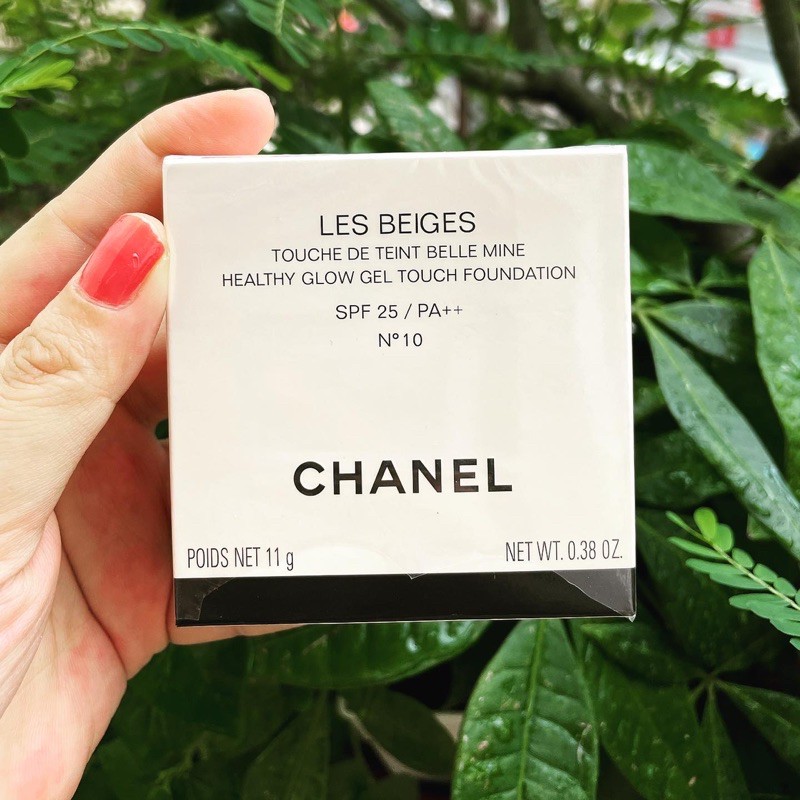 LES BEIGES
TOUCHE DE TEINT BELLE MINE
HEALTHY GLOW GEL TOUCH FOUNDATION
SPF 25 / PA++
N°10
CHANEL
POIDS NET 11 g NET WT. 0.38 OZ.